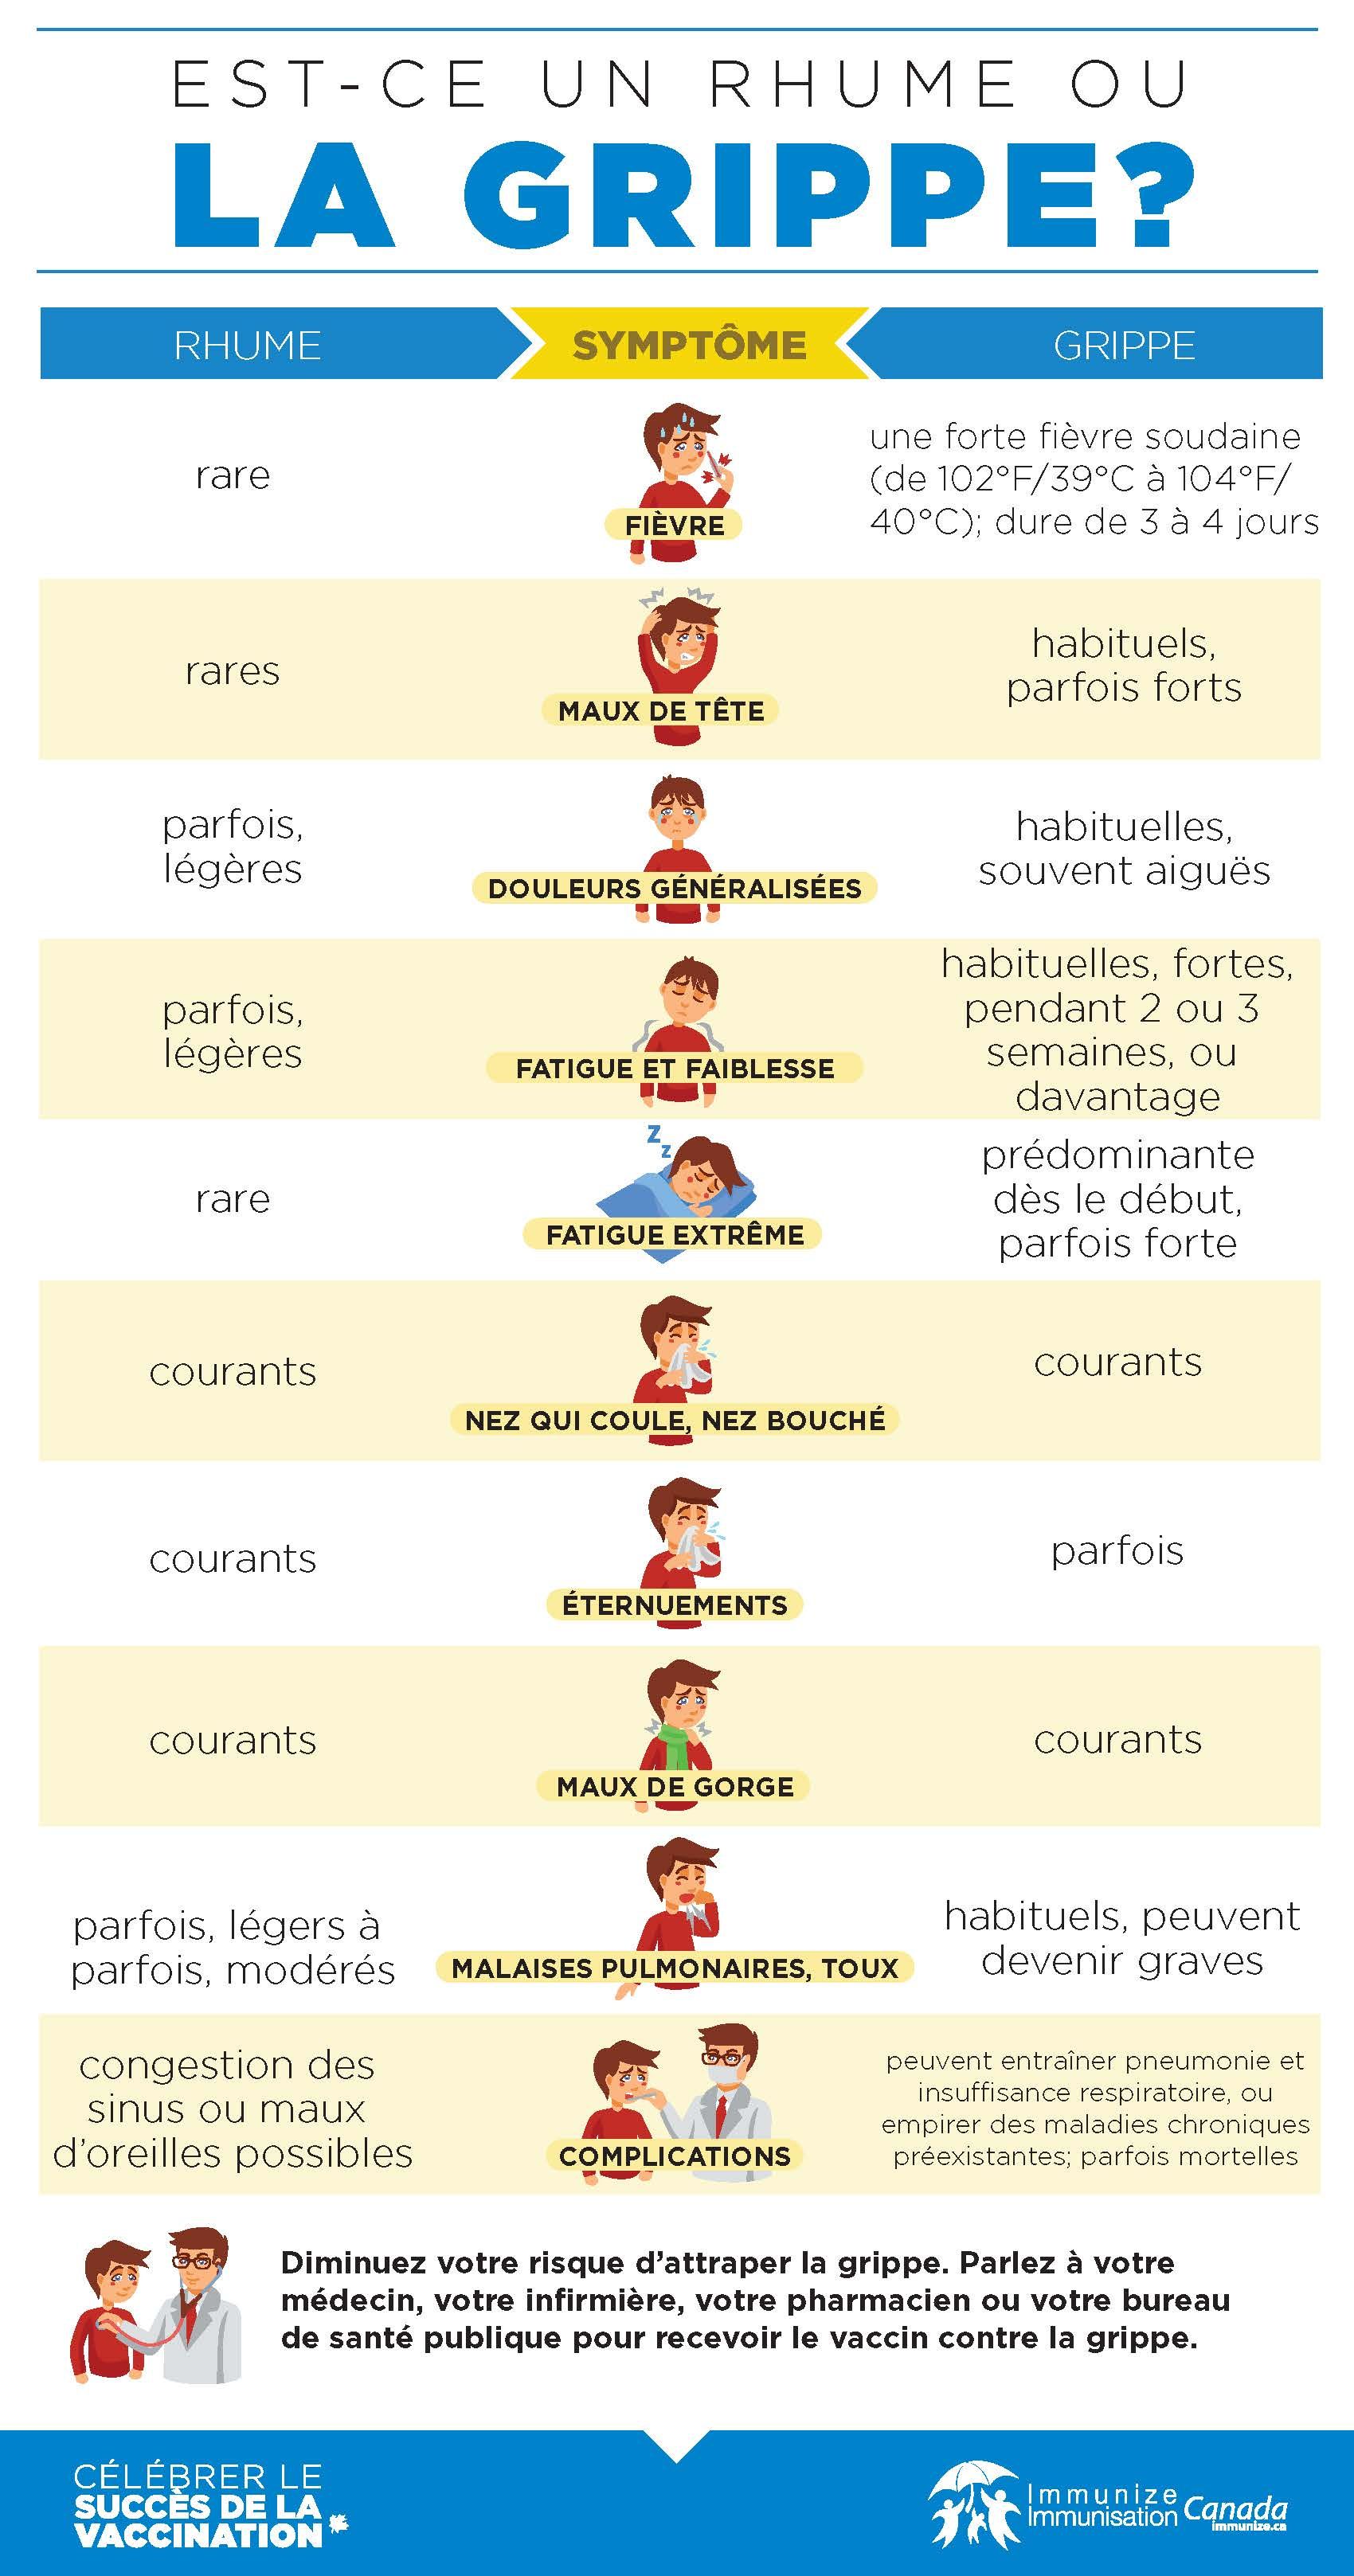 EST-CE UN RHUME OU
LA GRIPPE?
RHUME SYMPTÔME GRIPPE
rare
FIÈVRE
une forte fièvre soudaine
(de 102°F/39°C à 104°F/
40°C); dure de 3 à 4 jours
rares
MAUX DE TÊTE
habituels,
parfois forts
parfois,
légères
DOULEURS GÉNÉRALISÉES
habituelles,
souvent aiguës
parfois,
légères
FATIGUE ET FAIBLESSE
habituelles, fortes,
pendant 2 ou 3
semaines, ou
davantage
rare
Z
z
FATIGUE EXTRÊME
prédominante
dès le début,
parfois forte
courants
NEZ QUI COULE, NEZ BOUCHÉ
courants
courants
ÉTERNUEMENTS
parfois
courants
MAUX DE GORGE
courants
parfois, légers à
parfois, modérés
MALAISES PULMONAIRES, TOUX
habituels, peuvent
devenir graves
congestion des
sinus ou maux
d’oreilles possibles
COMPLICATIONS
peuvent entraîner pneumonie et
insuffisance respiratoire, ou
empirer des maladies chroniques
préexistantes; parfois mortelles
Diminuez votre risque d’attraper la grippe. Parlez à votre
médecin, votre infirmière, votre pharmacien ou votre bureau
de santé publique pour recevoir le vaccin contre la grippe.
CÉLÉBRER LE
SUCCÈS DE LA
VACCINATION
Immunize
Immunisation Canada
immunize.ca